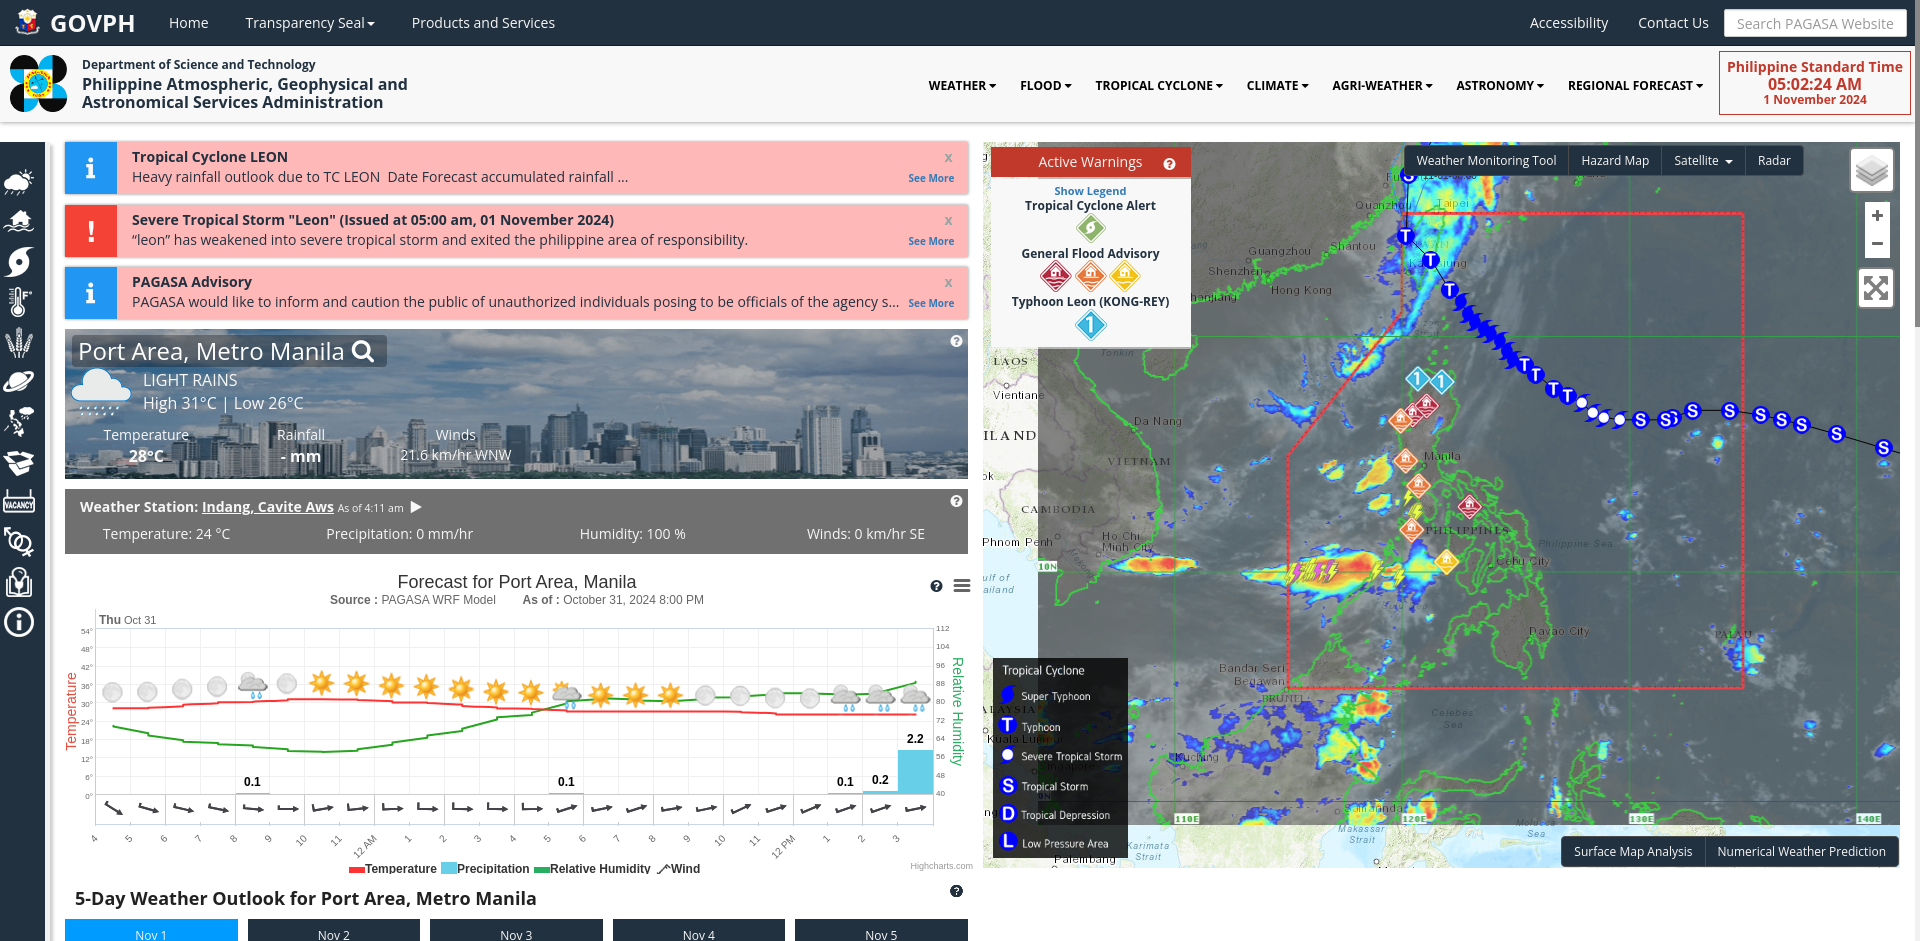 GOVPH
Home
Transparency Seal
Products and Services
Accessibility
Contact Us
Search PAGASA Website
Department of Science and Technology
Philippine Atmospheric, Geophysical and
Astronomical Services Administration
WEATHER
FLOOD
TROPICAL CYCLONE
CLIMATE
AGRI-WEATHER
ASTRONOMY
REGIONAL FORECAST
Philippine Standard Time
05:02:24 AM
1 November 2024
Tropical Cyclone LEON
x
Heavy rainfall outlook due to TC LEON Date Forecast accumulated rainfall ...
See More
Severe Tropical Storm "Leon" (Issued at 05:00 am, 01 November 2024)
x
“leon” has weakened into severe tropical storm and exited the philippine area of responsibility.
See More
PAGASA Advisory
x
PAGASA would like to inform and caution the public of unauthorized individuals posing to be officials of the agency s...
See More
VACANCY
Port Area, Metro Manila
LIGHT RAINS
High 31°C | Low 26°C
Temperature
Rainfall
Winds
28°C
- mm
21.6 km/hr WNW
Weather Station: Indang, Cavite Aws As of 4:11 am
Temperature: 24 °C
Precipitation: 0 mm/hr
Humidity: 100 %
Winds: 0 km/hr SE
Forecast for Port Area, Manila
Source : PAGASA WRF Model As of : October 31, 2024 8:00 PM
Thu Oct 31
Temperature
54°
48°
42°
36°
30°
24°
18°
12°
6°
0°
112
104
96
88
80
72
64
56
48
40
Relative Humidity
0.1
0.1
0.1
0.2
2.2
4
5
6
7
8
9
10
11
12 AM
1
2
3
4
5
6
7
8
9
10
11
12 PM
1
2
3
Temperature
Precipitation
Relative Humidity
Wind
Highcharts.com
5-Day Weather Outlook for Port Area, Metro Manila
Nov 1
Nov 2
Nov 3
Nov 4
Nov 5
Active Warnings
Show Legend
Tropical Cyclone Alert
General Flood Advisory
Typhoon Leon (KONG-REY)
Weather Monitoring Tool
Hazard Map
Satellite
Radar
+
−
Taipei
Quanzhou
Guangzhou
Shantou
Shenzhen
Hong Kong
Tonkin
LAOS
Vientiane
Da Nang
VIETNAM
CAMBODIA
Phnom Penh
Ho Chi
Minh City
10N
Manila
PHILIPPINES
Philippine Sea
Cebu City
Davao City
PALAU
Bandar Seri
Begawan
BRUNEI
Celebes
Sea
Kuching
Samarinda
110E
120E
130E
140E
Makassar
Strait
Karimata
Strait
Palembang
Tropical Cyclone
Super Typhoon
T Typhoon
Severe Tropical Storm
S Tropical Storm
D Tropical Depression
L Low Pressure Area
Surface Map Analysis
Numerical Weather Prediction